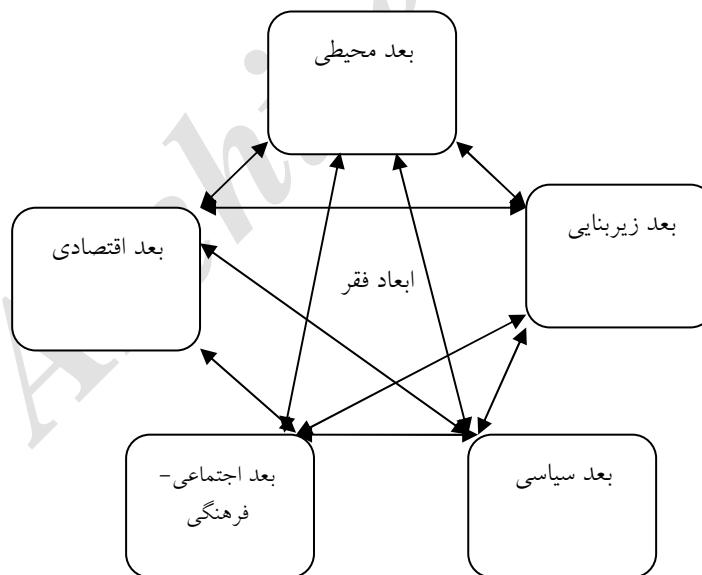 بعد محیطی
بعد زیربنایی
بعد اقتصادی
ابعاد فقر
بعد سیاسی
بعد اجتماعی-
فرهنگی